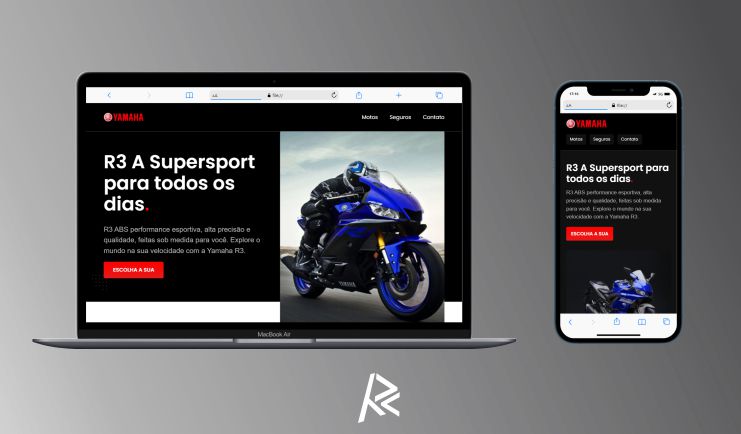 AA
file://
YAMAHA
Motos
Seguros
Contato
R3 A Supersport
para todos os
dias.
R3 ABS performance esportiva, alta precisão e
qualidade, feitas sob medida para você. Explore o
mundo na sua velocidade com a Yamaha R3.
ESCOLHA A SUA
MacBook Air
AA
file://
YAMAHA
Motos
Seguros
Contato
R3 A Supersport para
todos os dias.
R3 ABS performance esportiva, alta
precisão e qualidade, feitas sob
medida para você. Explore o mundo na sua
velocidade com a Yamaha R3.
ESCOLHA A SUA